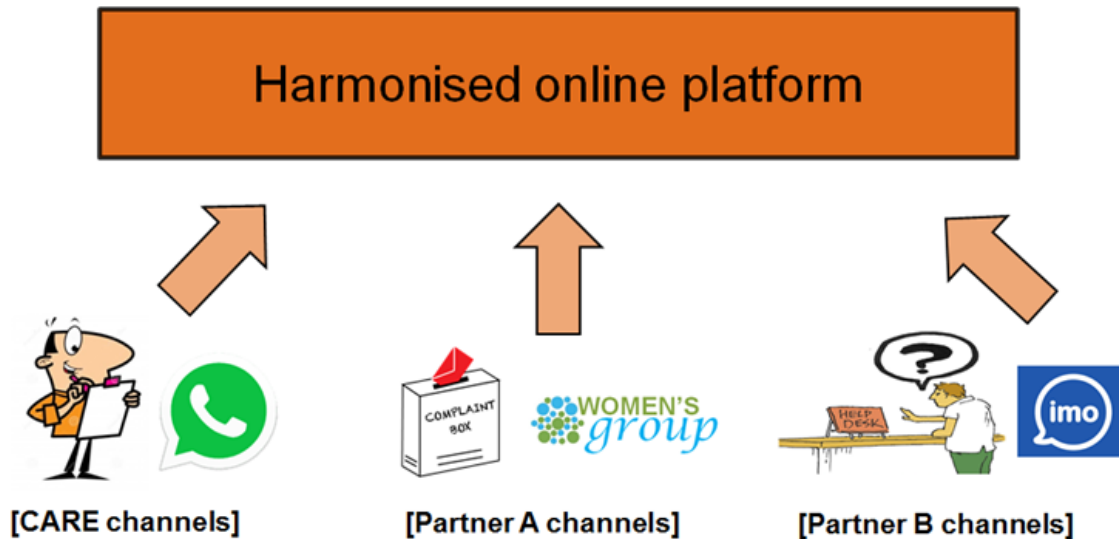 Harmonised online platform
?
COMPLAINT
BOX
WOMEN'S
group
HELP
DESK
imo
[CARE channels]
[Partner A channels]
[Partner B channels]